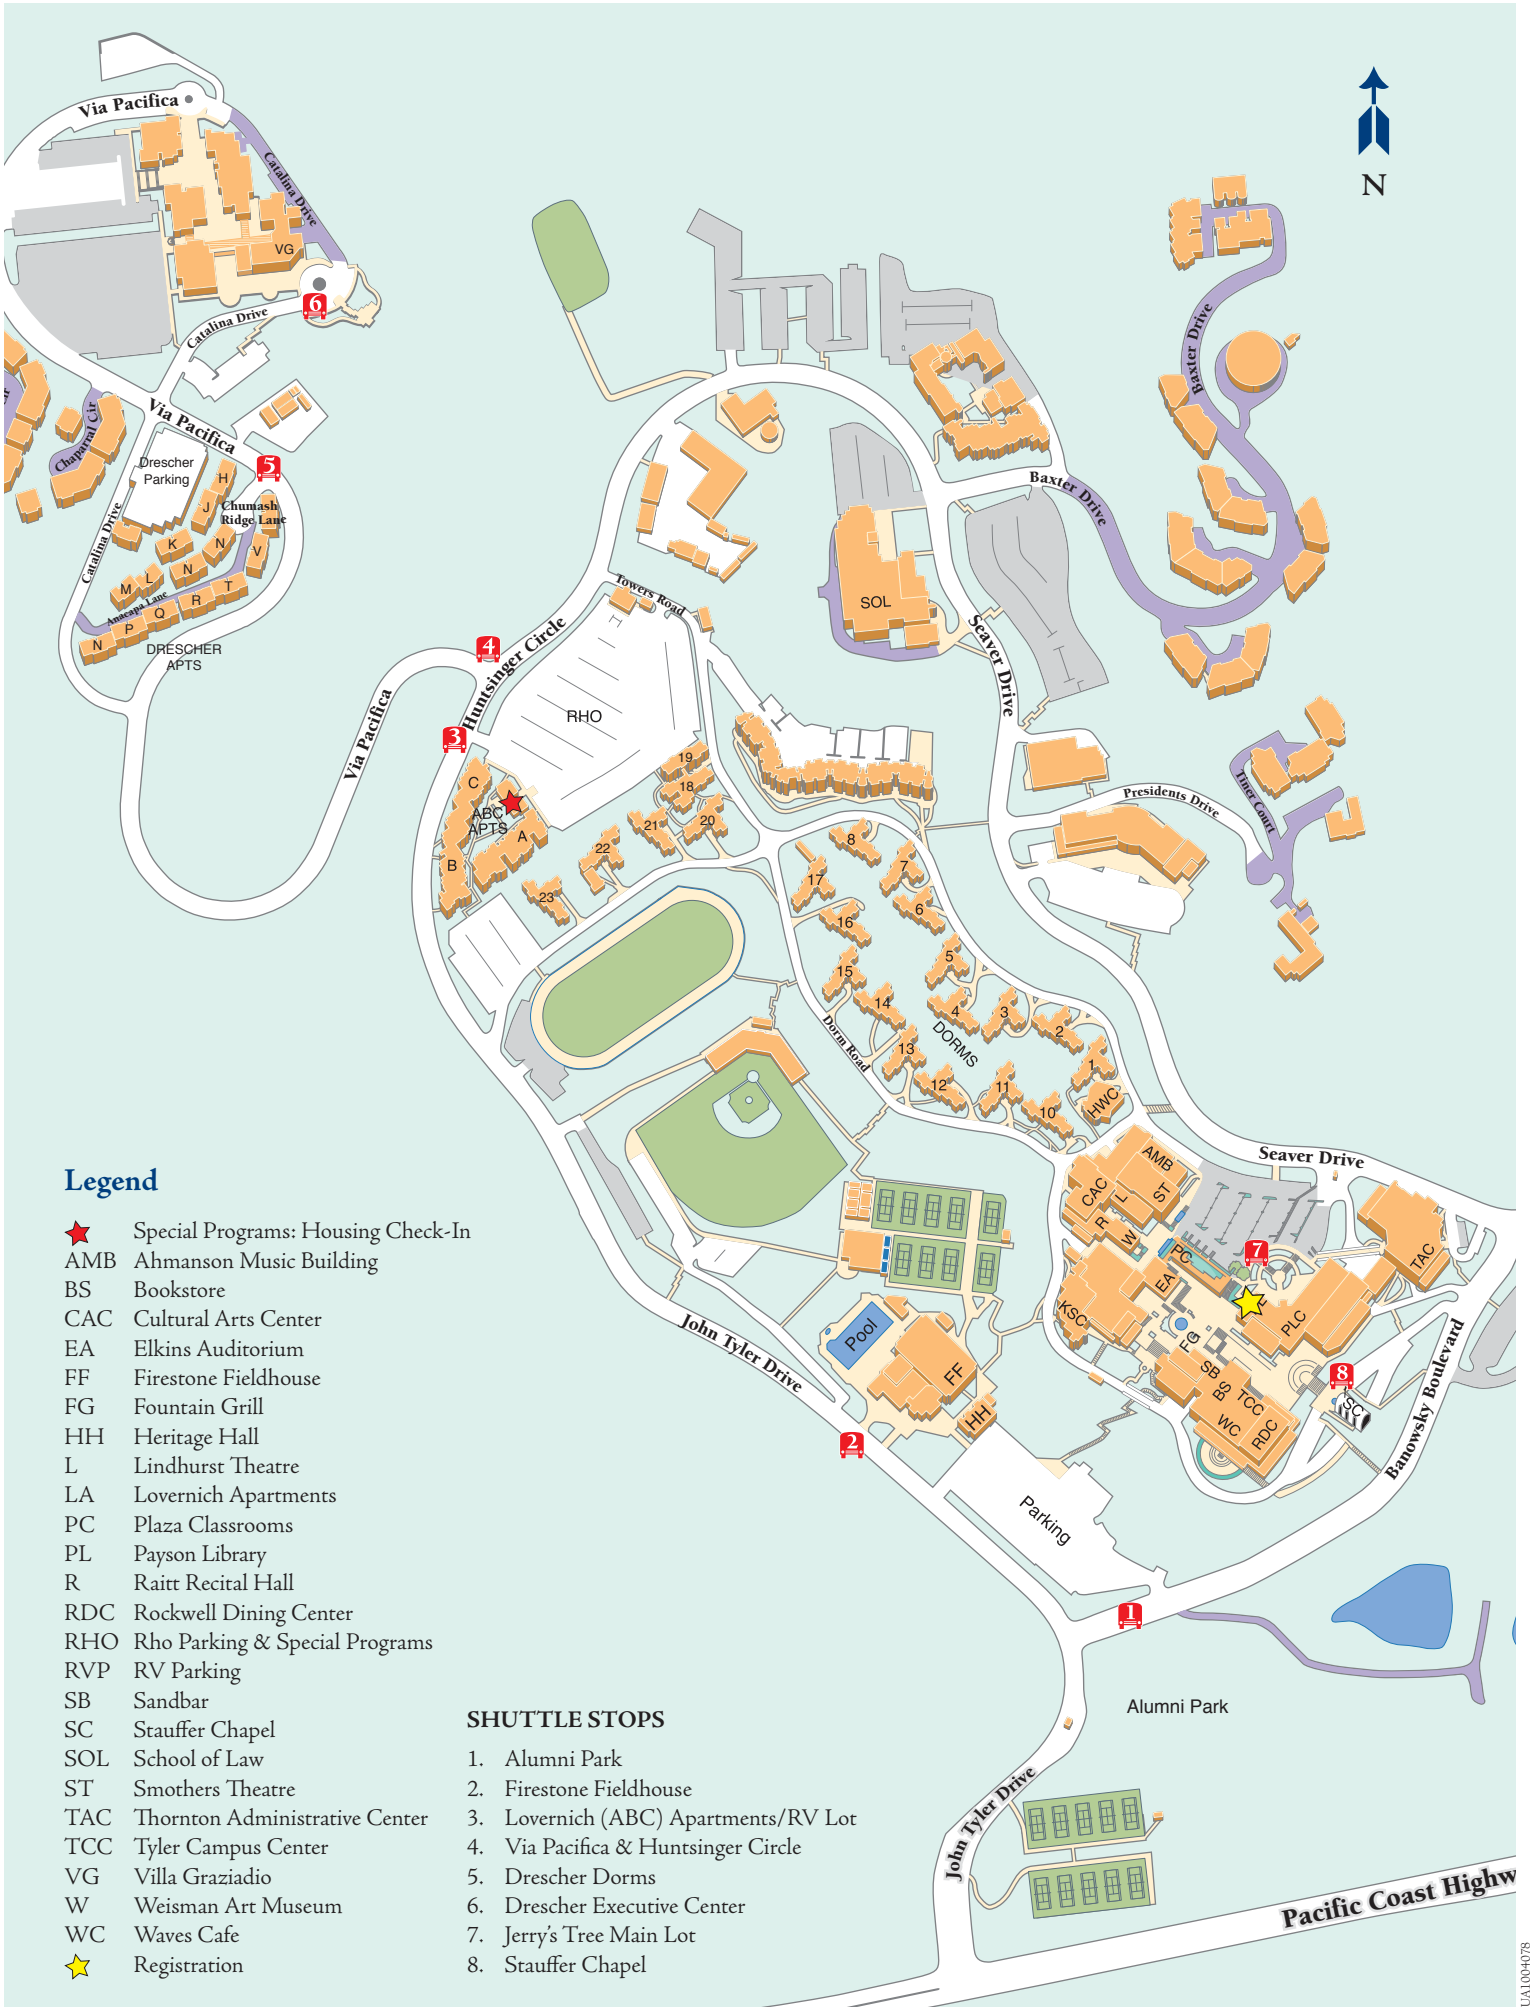 Via Pacifica
Catalina Drive
VG
6
Catalina Drive
N
Via Pacifica
Chaparral Cir
Drescher
Parking
5
H
J
Chumash
Ridge Lane
Catalina Drive
K
N
V
N
L
M
T
R
Anacapa Lane
Q
P
N
DRESCHER
APTS
Baxter Drive
Baxter Drive
SOL
Seaver Drive
Towers Road
4
Huntsinger Circle
3
RHO
Via Pacifica
C
ABC
APTS
A
B
19
18
20
21
22
23
Presidents Drive
Tiner Court
8
7
17
6
16
5
15
14
4
3
2
DORMS
Dorm Road
13
1
12
11
10
HWC
AMB
CAC
L
ST
R
W
PC
EA
KSC
7
PLC
TAC
Seaver Drive
FG
SB
BS
TCC
WC
RDC
8
SC
Banowsky Boulevard
Pool
FF
HH
John Tyler Drive
2
Parking
1
Alumni Park
John Tyler Drive
Pacific Coast Highw
Legend
Special Programs: Housing Check-In
AMB Ahmanson Music Building
BS Bookstore
CAC Cultural Arts Center
EA Elkins Auditorium
FF Firestone Fieldhouse
FG Fountain Grill
HH Heritage Hall
L Lindhurst Theatre
LA Lovernich Apartments
PC Plaza Classrooms
PL Payson Library
R Raitt Recital Hall
RDC Rockwell Dining Center
RHO Rho Parking & Special Programs
RVP RV Parking
SB Sandbar
SC Stauffer Chapel
SOL School of Law
ST Smothers Theatre
TAC Thornton Administrative Center
TCC Tyler Campus Center
VG Villa Graziadio
W Weisman Art Museum
WC Waves Cafe
Registration
SHUTTLE STOPS
1. Alumni Park
2. Firestone Fieldhouse
3. Lovernich (ABC) Apartments/RV Lot
4. Via Pacifica & Huntsinger Circle
5. Drescher Dorms
6. Drescher Executive Center
7. Jerry's Tree Main Lot
8. Stauffer Chapel
UA1004078